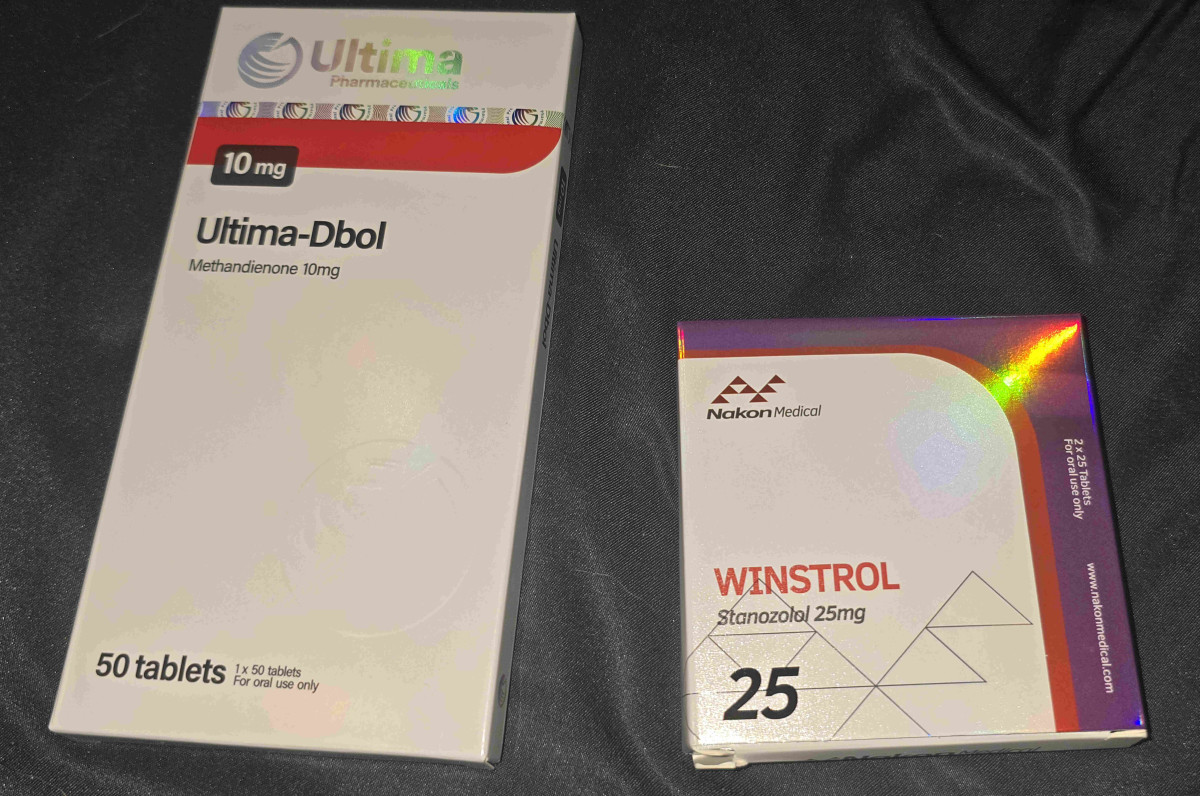 Ultima
Pharmaceuticals
10 mg
Ultima-Dbol
Methandienone 10mg
50 tablets
1 x 50 tablets
For oral use only
Nakon Medical
WINSTROL
Stanozolol 25mg
25
2 x 25 Tablets
For oral use only
www.nakonmedical.com